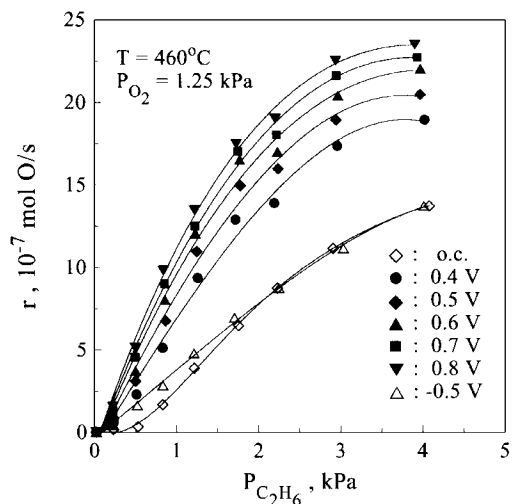 25
20
15
10
5
0
r , 10⁻⁷ mol O/s
T = 460°C
P_O₂ = 1.25 kPa
◇ : o.c.
● : 0.4 V
◆ : 0.5 V
▲ : 0.6 V
■ : 0.7 V
▼ : 0.8 V
△ : -0.5 V
0 1 2 3 4 5
P_C₂H₆ , kPa